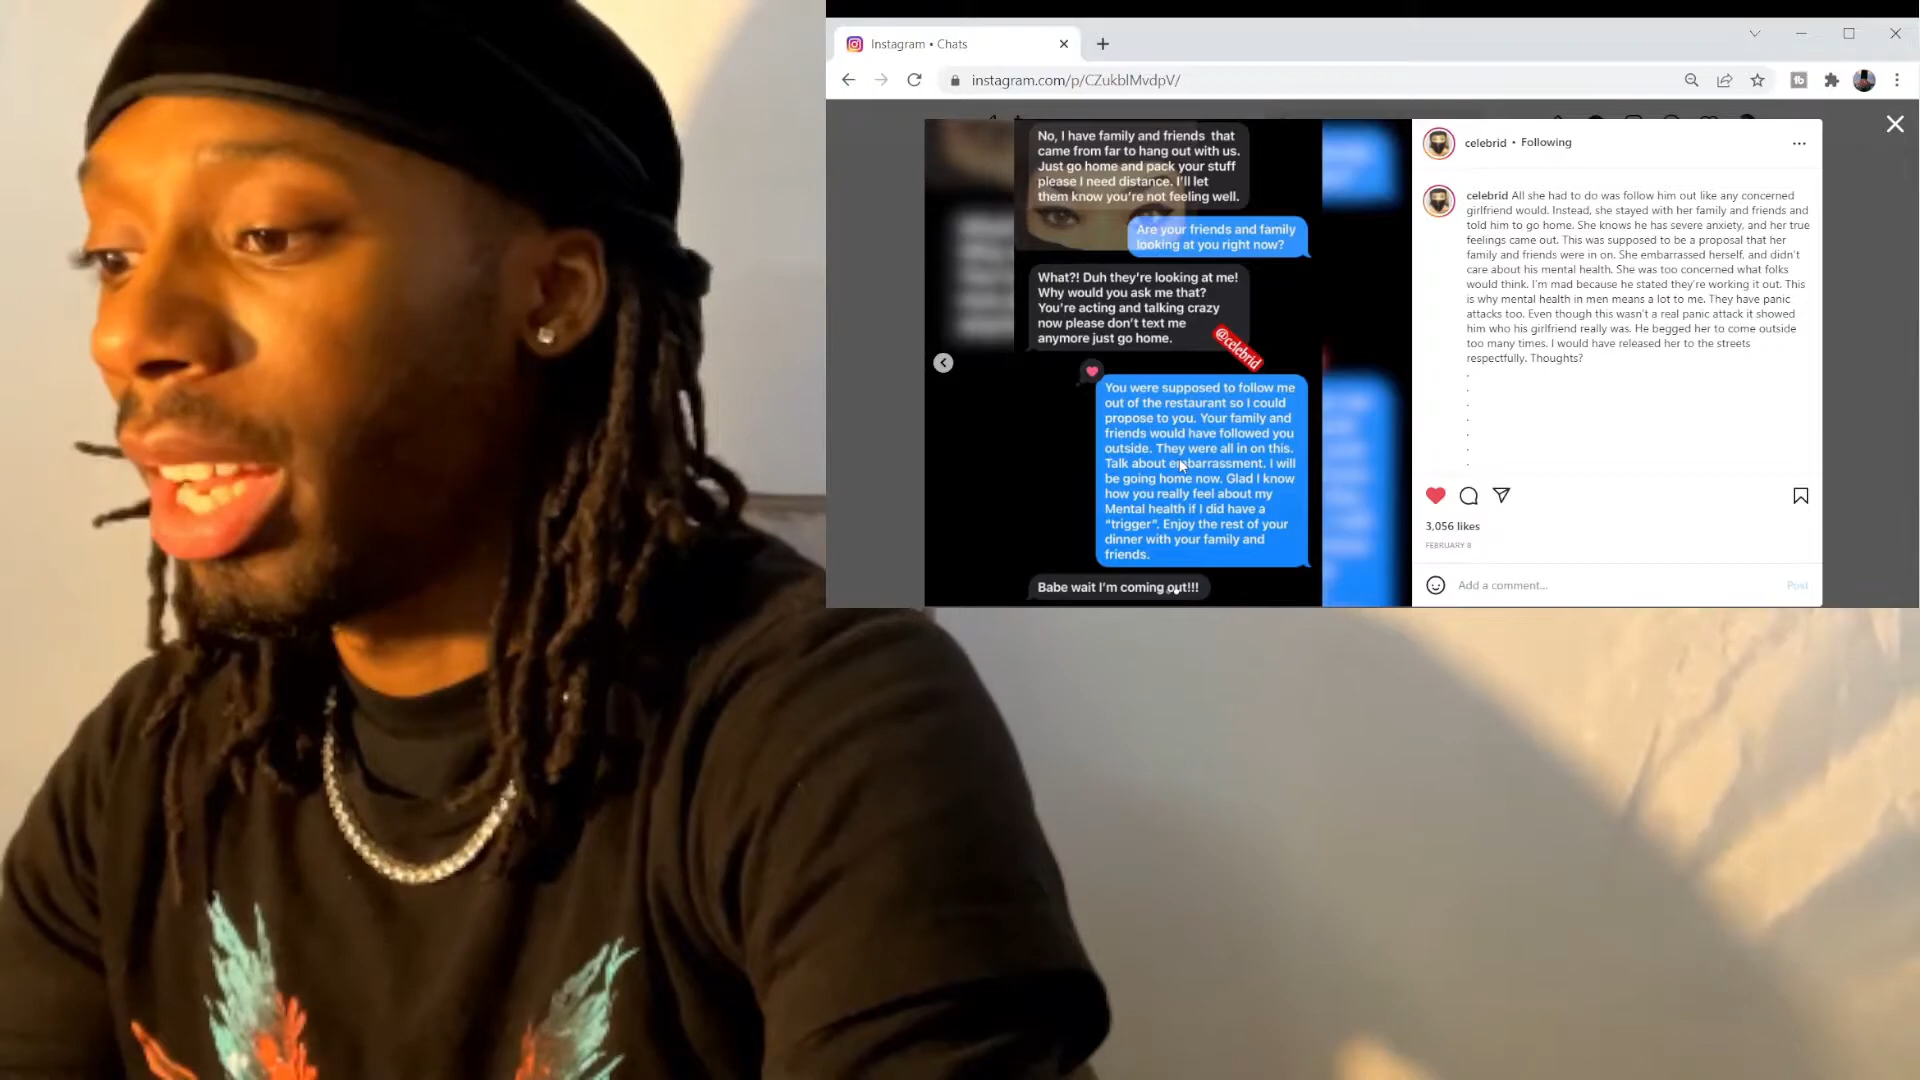 Instagram • Chats
instagram.com/p/CZukblMvdpV/
No, I have family and friends that
came from far to hang out with us.
Just go home and pack your stuff
please I need distance. I'll let
them know you're not feeling well.
Are your friends and family
looking at you right now?
What?! Duh they're looking at me!
Why would you ask me that?
You're acting and talking crazy
now please don't text me
anymore just go home.
@celebrid
You were supposed to follow me
out of the restaurant so I could
propose to you. Your family and
friends would have followed you
outside. They were all in on this.
Talk about embarrassment. I will
be going home now. Glad I know
how you really feel about my
Mental health if I did have a
"trigger". Enjoy the rest of your
dinner with your family and
friends.
Babe wait I'm coming out!!!
celebrid • Following
celebrid All she had to do was follow him out like any concerned
girlfriend would. Instead, she stayed with her family and friends and
told him to go home. She knows he has severe anxiety, and her true
feelings came out. This was supposed to be a proposal that her
family and friends were in on. She embarrassed herself, and didn't
care about his mental health. She was too concerned what folks
would think. I'm mad because he stated they're working it out. This
is why mental health in men means a lot to me. They have panic
attacks too. Even though this wasn't a real panic attack it showed
him who his girlfriend really was. He begged her to come outside
too many times. I would have released her to the streets
respectfully. Thoughts?
.
.
.
.
.
.
.
3,056 likes
FEBRUARY 8
Add a comment...
Post